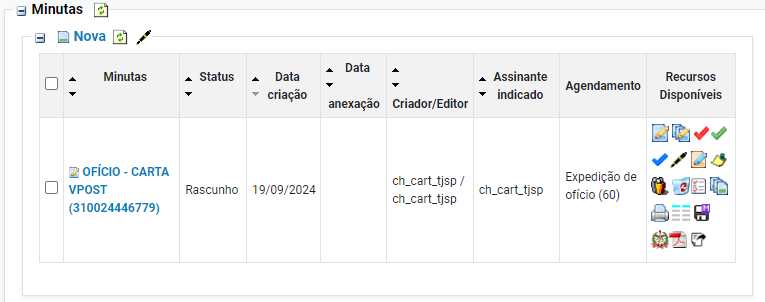 Minutas
Nova
Minutas
Status
Data
criação
Data
anexação
Criador/Editor
Assinante
indicado
Agendamento
Recursos
Disponíveis
OFÍCIO - CARTA
VPOST
(310024446779)
Rascunho
19/09/2024
ch_cart_tjsp /
ch_cart_tjsp
ch_cart_tjsp
Expedição de
ofício (60)